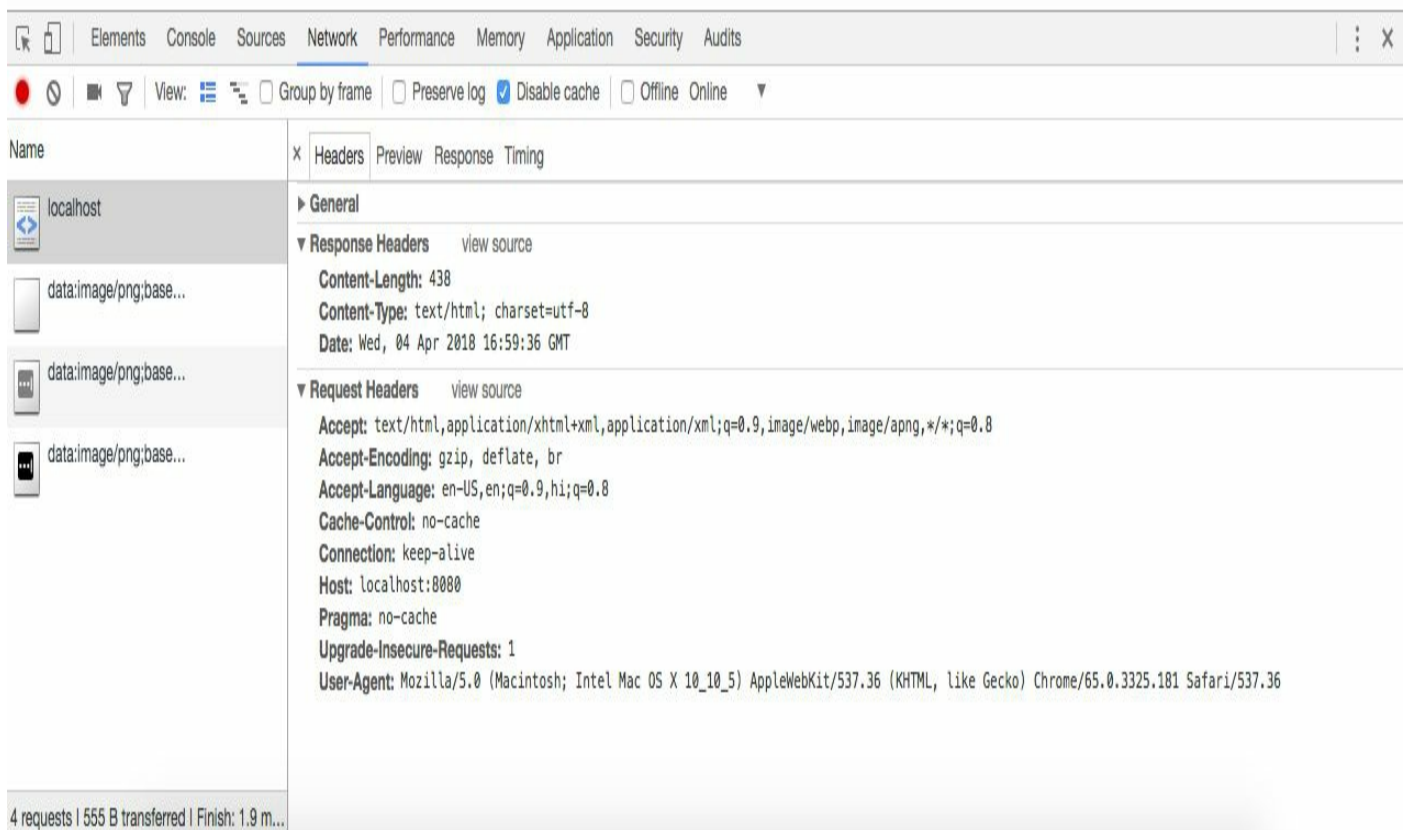 Elements Console Sources Network Performance Memory Application Security Audits
View: Group by frame Preserve log Disable cache Offline Online
Name
Headers Preview Response Timing
localhost
data:image/png;base...
data:image/png;base...
data:image/png;base...
General
Response Headers view source
Content-Length: 438
Content-Type: text/html; charset=utf-8
Date: Wed, 04 Apr 2018 16:59:36 GMT
Request Headers view source
Accept: text/html,application/xhtml+xml,application/xml;q=0.9,image/webp,image/apng,*/*;q=0.8
Accept-Encoding: gzip, deflate, br
Accept-Language: en-US,en;q=0.9,hi;q=0.8
Cache-Control: no-cache
Connection: keep-alive
Host: localhost:8080
Pragma: no-cache
Upgrade-Insecure-Requests: 1
User-Agent: Mozilla/5.0 (Macintosh; Intel Mac OS X 10_10_5) AppleWebKit/537.36 (KHTML, like Gecko) Chrome/65.0.3325.181 Safari/537.36
4 requests | 555 B transferred | Finish: 1.9 m...